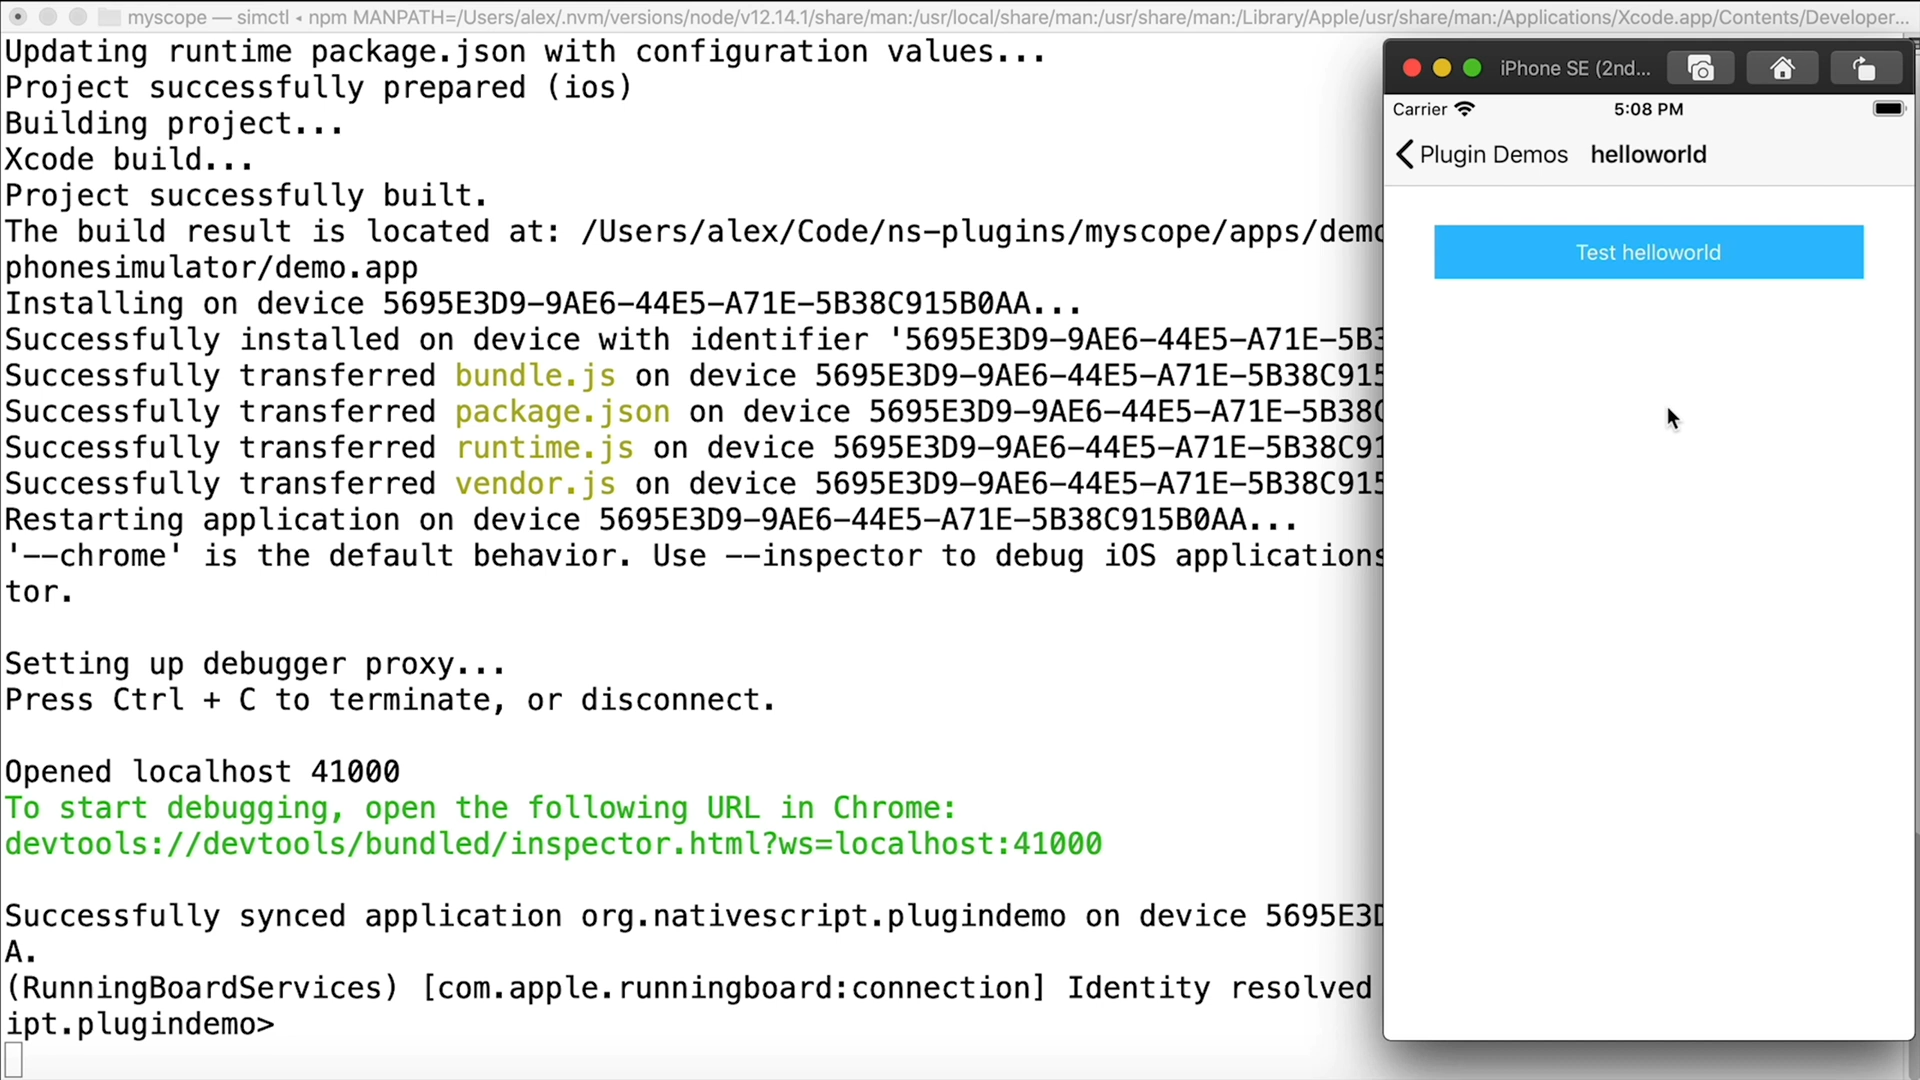 myscope — simctl ◂ npm MANPATH=/Users/alex/.nvm/versions/node/v12.14.1/share/man:/usr/local/share/man:/usr/share/man:/Library/Apple/usr/share/man:/Applications/Xcode.app/Contents/Developer...
Updating runtime package.json with configuration values...
Project successfully prepared (ios)
Building project...
Xcode build...
Project successfully built.
The build result is located at: /Users/alex/Code/ns-plugins/myscope/apps/demo
phonesimulator/demo.app
Installing on device 5695E3D9-9AE6-44E5-A71E-5B38C915B0AA...
Successfully installed on device with identifier '5695E3D9-9AE6-44E5-A71E-5B3
Successfully transferred bundle.js on device 5695E3D9-9AE6-44E5-A71E-5B38C915
Successfully transferred package.json on device 5695E3D9-9AE6-44E5-A71E-5B38C
Successfully transferred runtime.js on device 5695E3D9-9AE6-44E5-A71E-5B38C91
Successfully transferred vendor.js on device 5695E3D9-9AE6-44E5-A71E-5B38C915
Restarting application on device 5695E3D9-9AE6-44E5-A71E-5B38C915B0AA...
'--chrome' is the default behavior. Use --inspector to debug iOS applications
tor.
Setting up debugger proxy...
Press Ctrl + C to terminate, or disconnect.
Opened localhost 41000
To start debugging, open the following URL in Chrome:
devtools://devtools/bundled/inspector.html?ws=localhost:41000
Successfully synced application org.nativescript.plugindemo on device 5695E3D
A.
(RunningBoardServices) [com.apple.runningboard:connection] Identity resolved
ipt.plugindemo>
iPhone SE (2nd...
Carrier 5:08 PM
Plugin Demos helloworld
Test helloworld